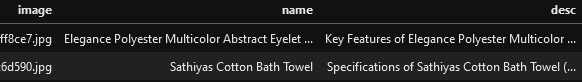 image name desc
ff8ce7.jpg Elegance Polyester Multicolor Abstract Eyelet ... Key Features of Elegance Polyester Multicolor ...
6d590.jpg Sathiyas Cotton Bath Towel Specifications of Sathiyas Cotton Bath Towel (...